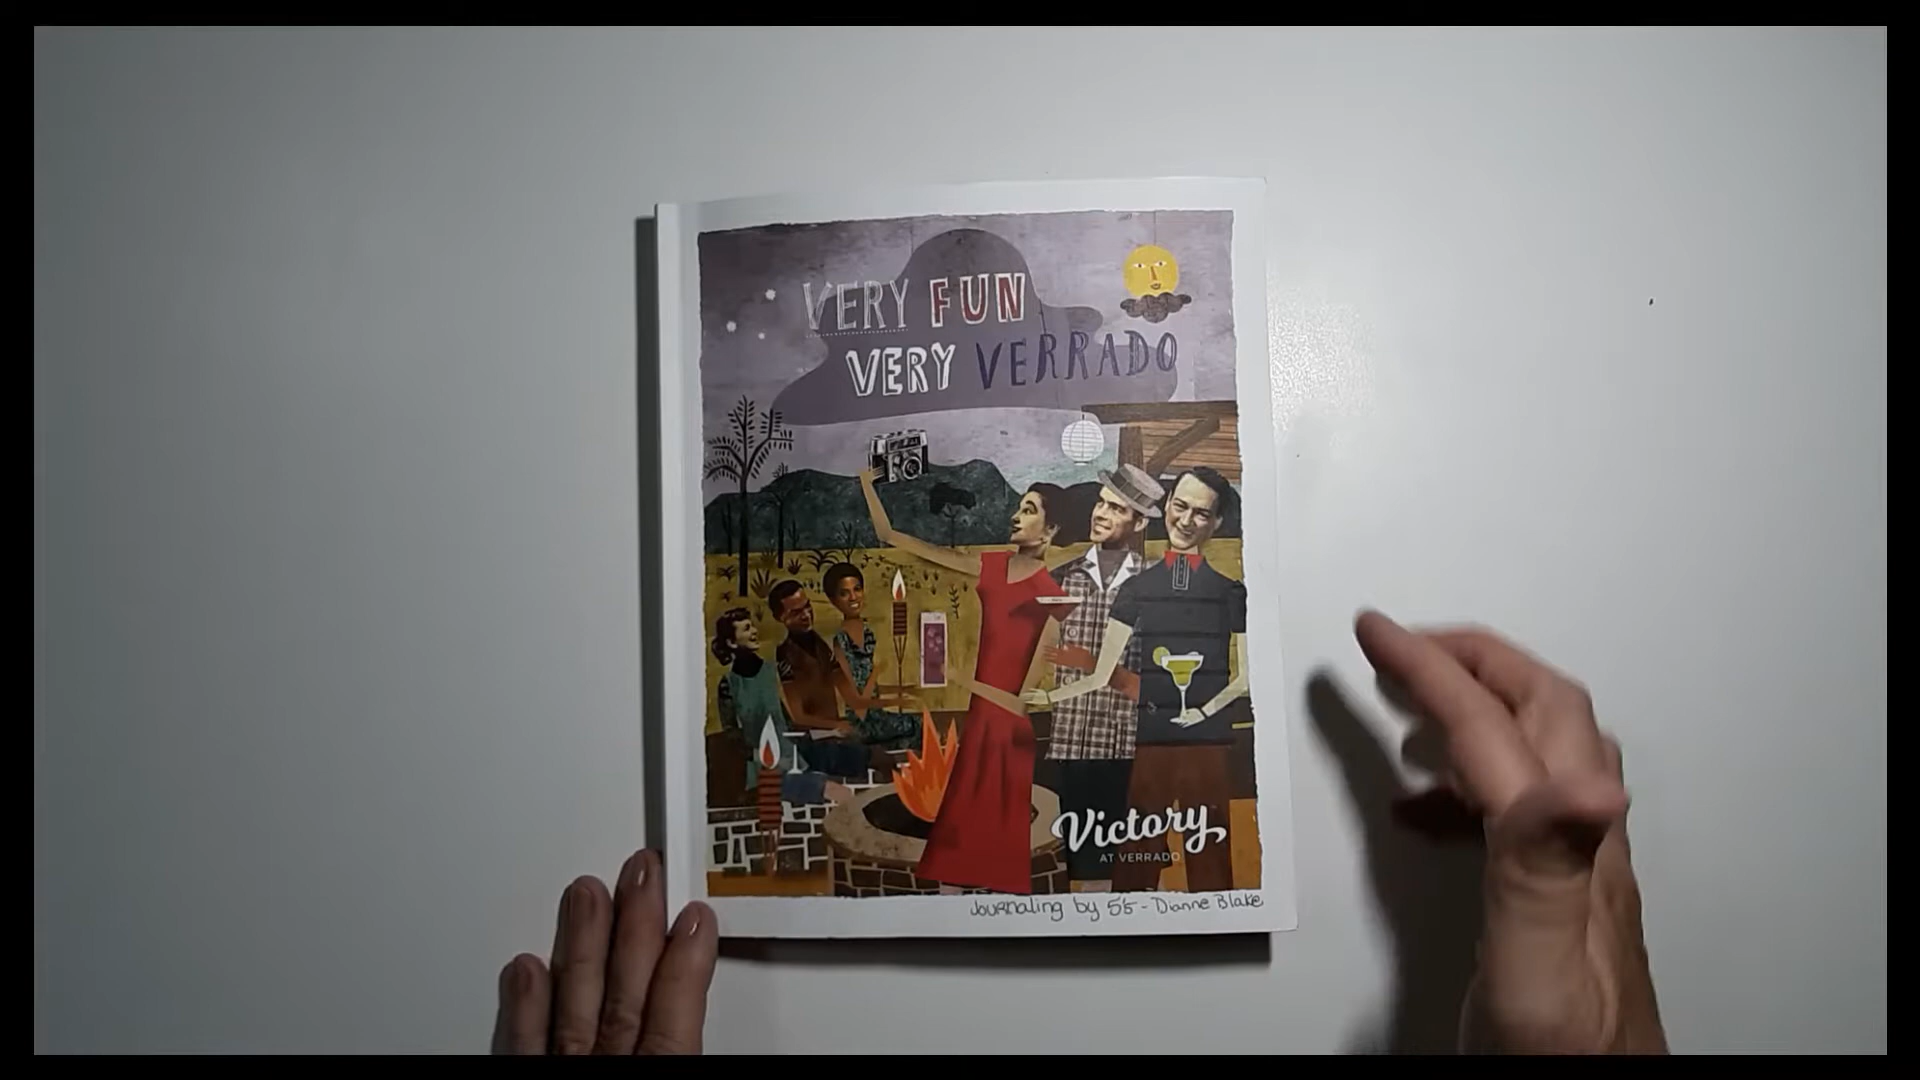 VERY FUN
VERY VERRADO
Victory
AT VERRADO
Journaling by 55 - Dianne Blake